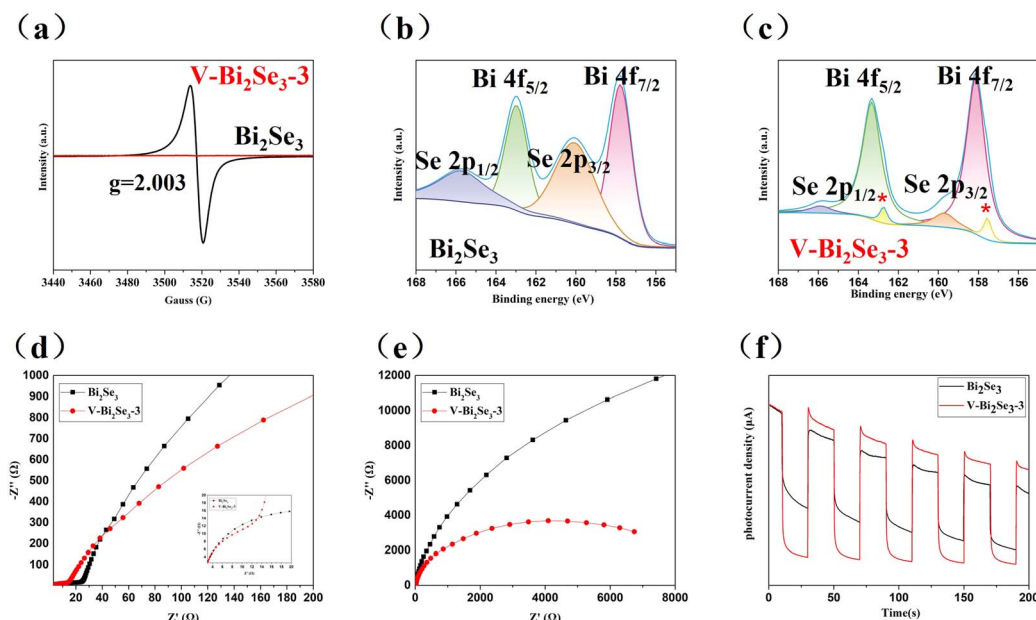 (a)
V-Bi₂Se₃-3
Bi₂Se₃
g=2.003
Intensity (a.u.)
3440 3460 3480 3500 3520 3540 3560 3580
Gauss (G)
(b)
Bi 4f₅/₂ Bi 4f₇/₂
Se 2p₁/₂ Se 2p₃/₂
Bi₂Se₃
Intensity (a.u.)
168 166 164 162 160 158 156
Binding energy (eV)
(c)
Bi 4f₅/₂ Bi 4f₇/₂
Se 2p₁/₂ * Se 2p₃/₂ *
V-Bi₂Se₃-3
Intensity (a.u.)
168 166 164 162 160 158 156
Binding energy (eV)
(d)
Bi₂Se₃
V-Bi₂Se₃-3
-Z'' (Ω)
1000
900
800
700
600
500
400
300
200
100
20 40 60 80 100 120 140 160 180 200
Z' (Ω)
(e)
Bi₂Se₃
V-Bi₂Se₃-3
-Z'' (Ω)
12000
10000
8000
6000
4000
2000
0
0 2000 4000 6000 8000
Z' (Ω)
(f)
Bi₂Se₃
V-Bi₂Se₃-3
photocurrent density (μA)
0 50 100 150 200
Time(s)